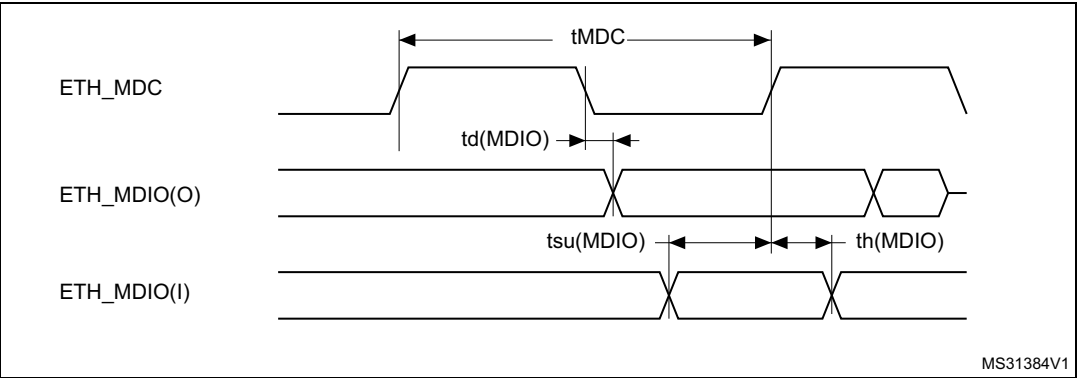 tMDC
ETH_MDC
td(MDIO)
ETH_MDIO(O)
tsu(MDIO)
th(MDIO)
ETH_MDIO(I)
MS31384V1